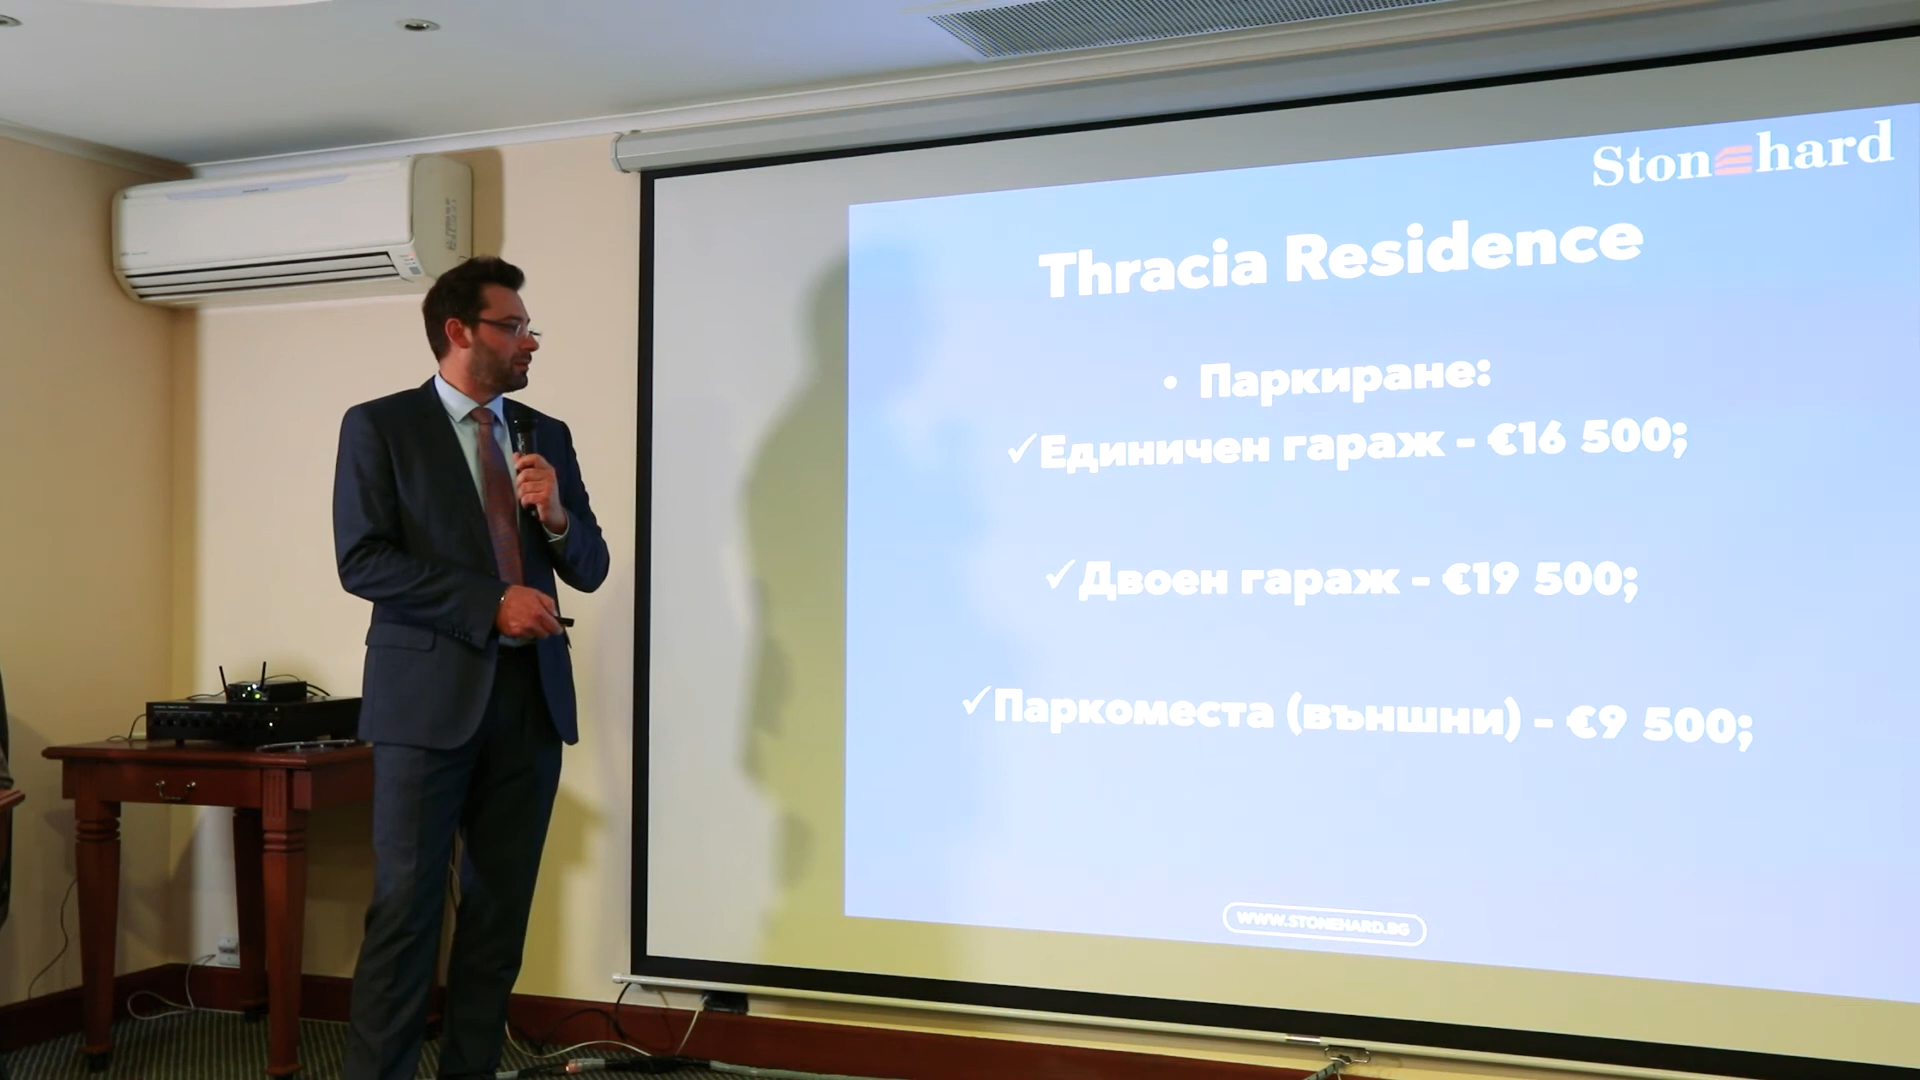 Stonehard
Thracia Residence
• Паркиране:
✓Единичен гараж - €16 500;
✓Двоен гараж - €19 500;
✓Паркоместа (външни) - €9 500;
WWW.STONEHARD.BG